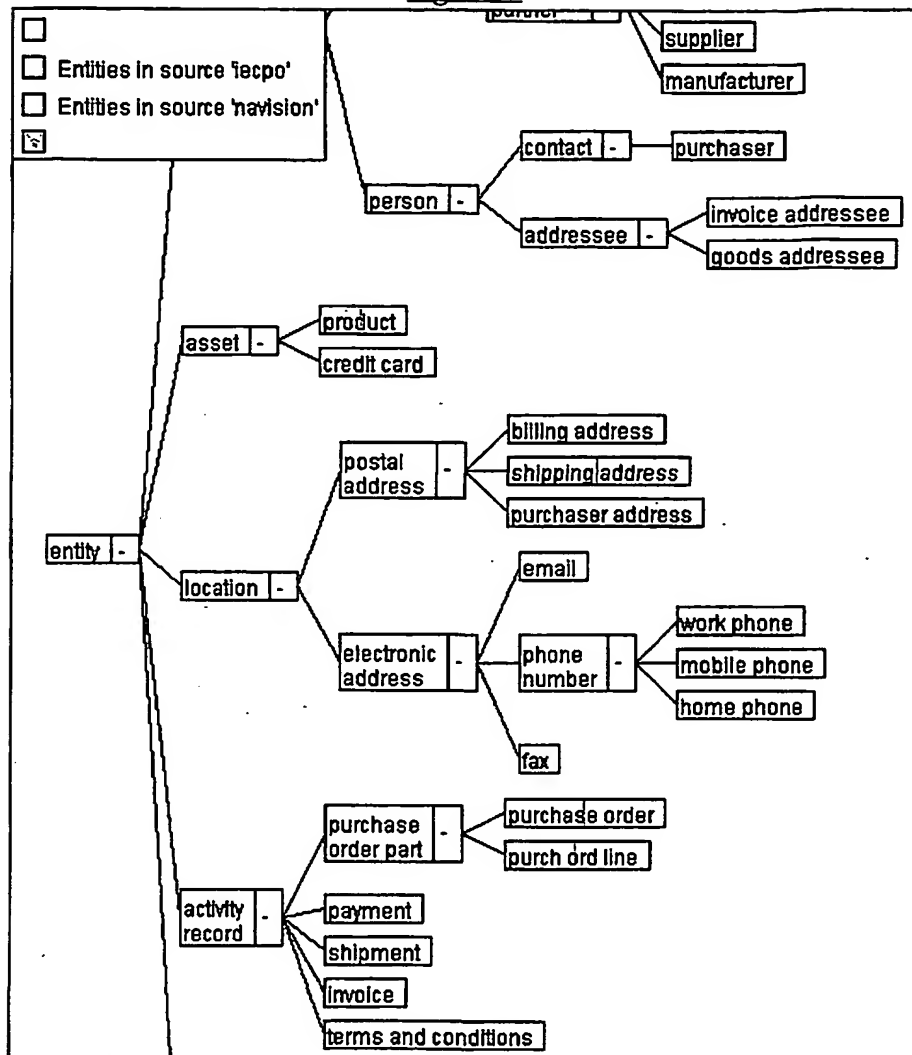 partner -
supplier
Entities in source 'iecpo'
Entities in source 'navision'
manufacturer
contact -
purchaser
person -
addressee -
invoice addressee
goods addressee
asset -
product
credit card
postal
address -
billing address
shipping address
purchaser address
entity -
location -
email
electronic
address -
phone
number -
work phone
mobile phone
home phone
fax
purchase
order part -
purchase order
purch ord line
activity
record -
payment
shipment
invoice
terms and conditions